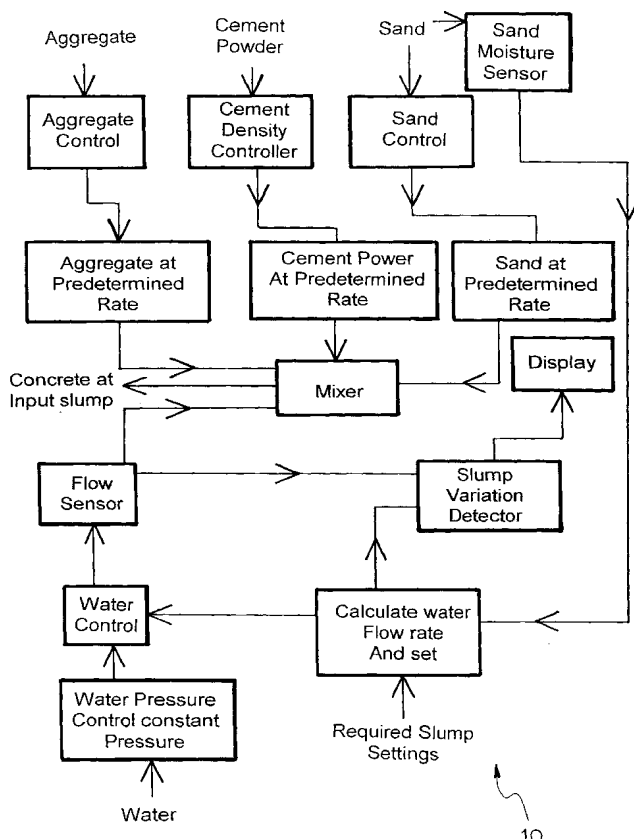 Aggregate
Cement
Powder
Sand
Sand
Moisture
Sensor
Aggregate
Control
Cement
Density
Controller
Sand
Control
Aggregate at
Predetermined
Rate
Cement Power
At Predetermined
Rate
Sand at
Predetermined
Rate
Display
Concrete at
Input slump
Mixer
Flow
Sensor
Slump
Variation
Detector
Water
Control
Calculate water
Flow rate
And set
Water Pressure
Control constant
Pressure
Required Slump
Settings
Water
10